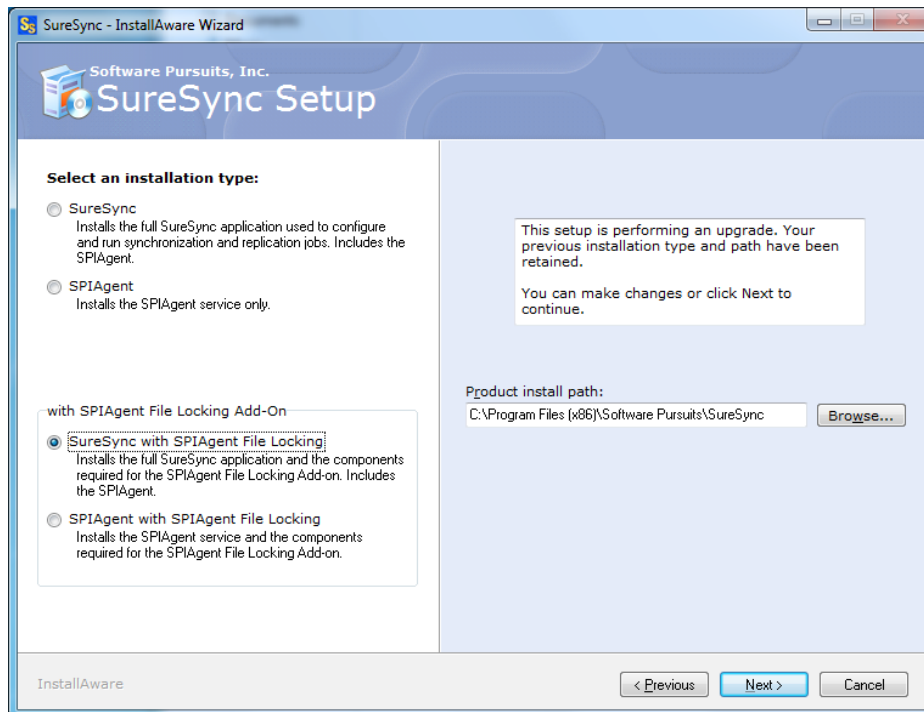 SureSync - InstallAware Wizard
Software Pursuits, Inc.
SureSync Setup
Select an installation type:
SureSync
Installs the full SureSync application used to configure
and run synchronization and replication jobs. Includes the
SPIAgent.
SPIAgent
Installs the SPIAgent service only.
with SPIAgent File Locking Add-On
SureSync with SPIAgent File Locking
Installs the full SureSync application and the components
required for the SPIAgent File Locking Add-on. Includes
the SPIAgent.
SPIAgent with SPIAgent File Locking
Installs the SPIAgent service and the components
required for the SPIAgent File Locking Add-on.
This setup is performing an upgrade. Your
previous installation type and path have been
retained.
You can make changes or click Next to
continue.
Product install path:
C:\Program Files (x86)\Software Pursuits\SureSync
Browse...
InstallAware
< Previous
Next >
Cancel